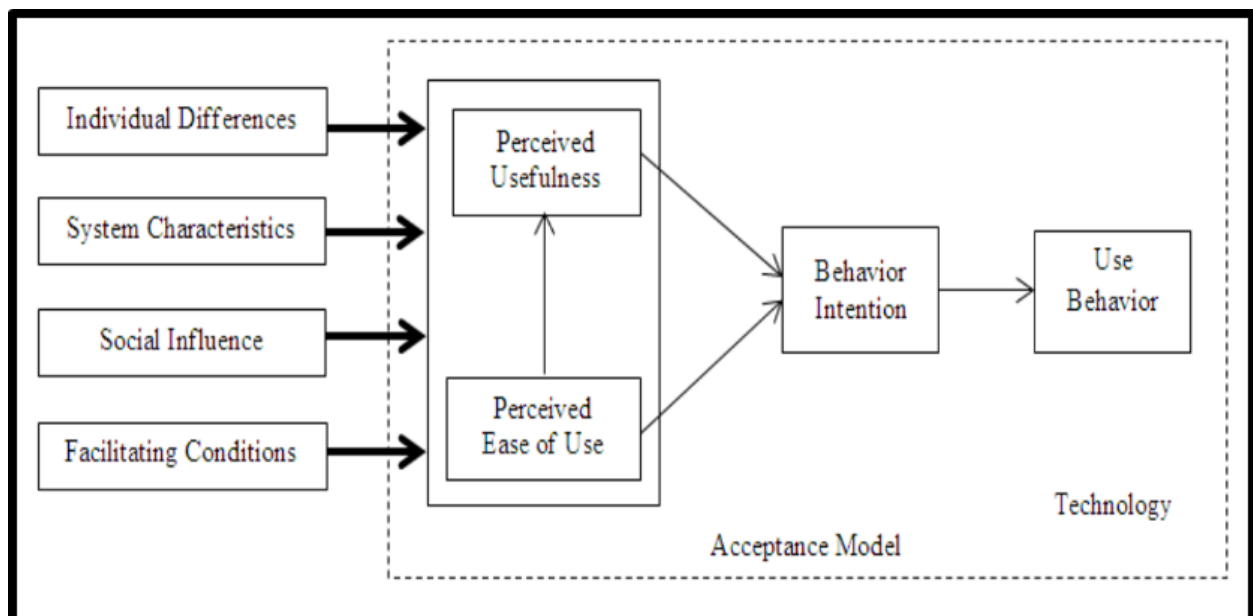 Individual Differences
System Characteristics
Social Influence
Facilitating Conditions
Perceived
Usefulness
Perceived
Ease of Use
Behavior
Intention
Use
Behavior
Technology
Acceptance Model